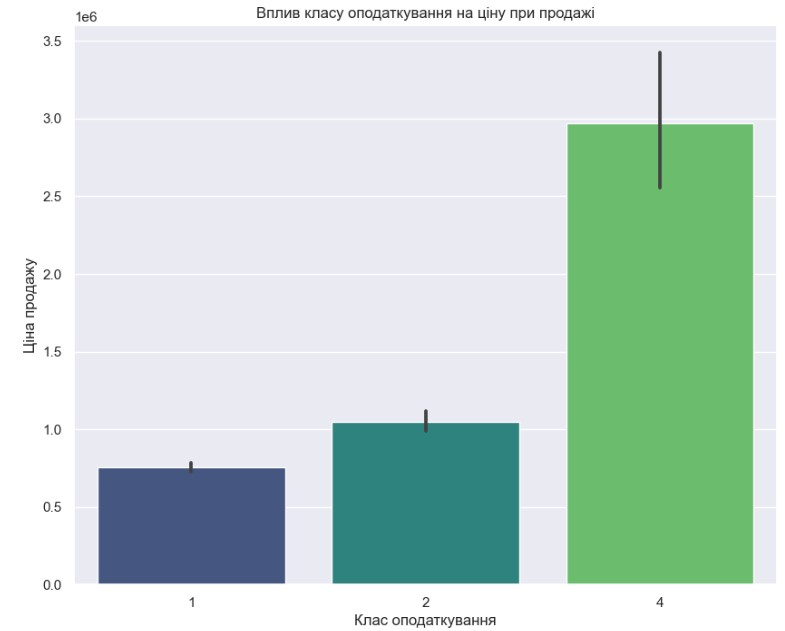 Вплив класу оподаткування на ціну при продажі
1e6
3.5
3.0
2.5
2.0
1.5
1.0
0.5
0.0
Ціна продажу
1 2 4
Клас оподаткування